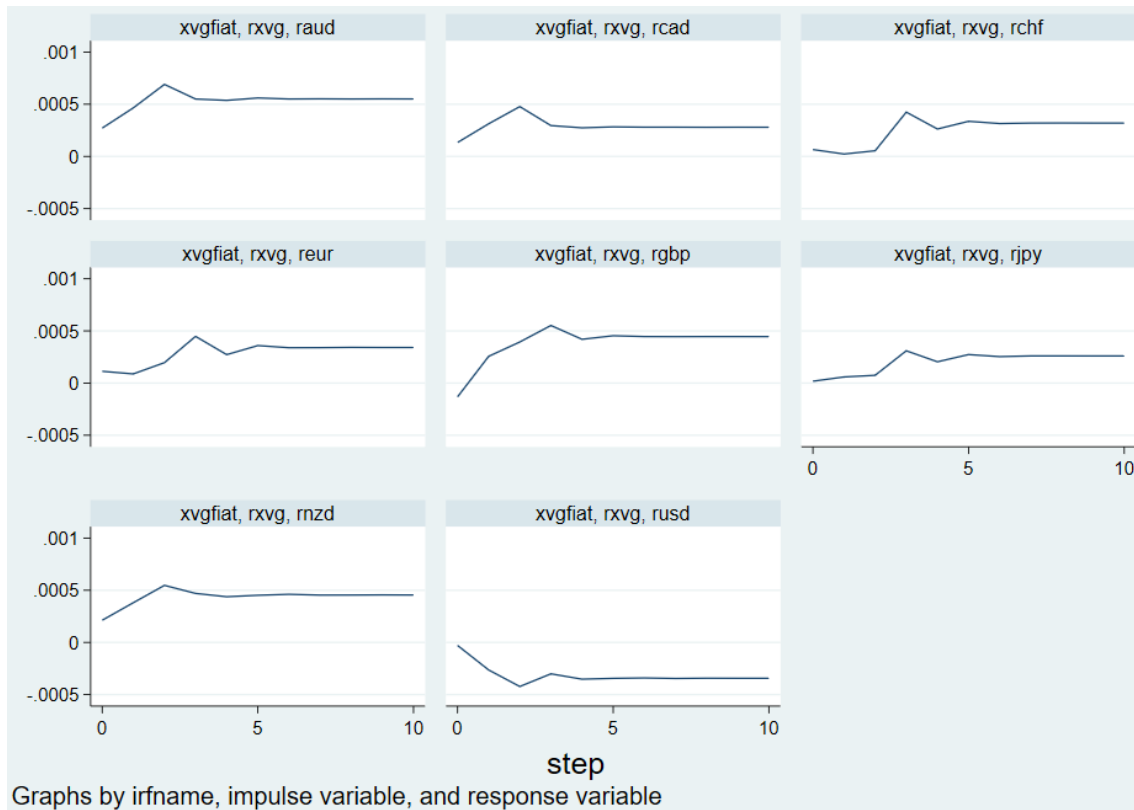 xvgfiat, rxvg, raud
xvgfiat, rxvg, rcad
xvgfiat, rxvg, rchf
.001
.0005
0
-.0005
xvgfiat, rxvg, reur
xvgfiat, rxvg, rgbp
xvgfiat, rxvg, rjpy
.001
.0005
0
-.0005
0 5 10
xvgfiat, rxvg, rnzd
xvgfiat, rxvg, rusd
.001
.0005
0
-.0005
0 5 10
0 5 10
step
Graphs by irfname, impulse variable, and response variable